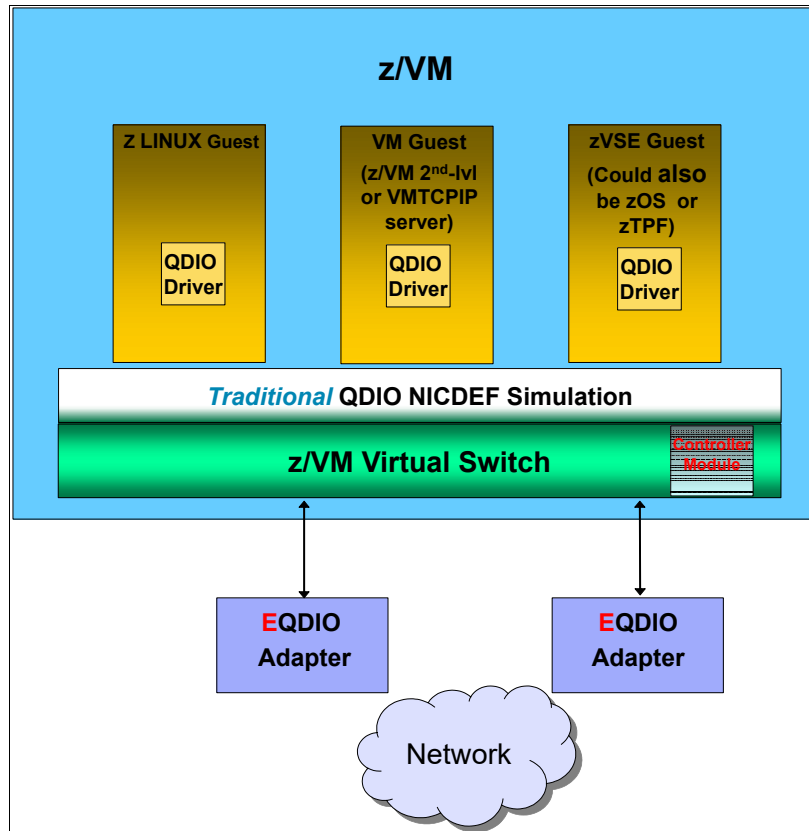 z/VM
Z LINUX Guest
QDIO
Driver
VM Guest
(z/VM 2nd-lvl
or VMTCPIP
server)
QDIO
Driver
zVSE Guest
(Could also
be zOS or
zTPF)
QDIO
Driver
Traditional QDIO NICDEF Simulation
z/VM Virtual Switch
Controller
Module
EQDIO
Adapter
EQDIO
Adapter
Network